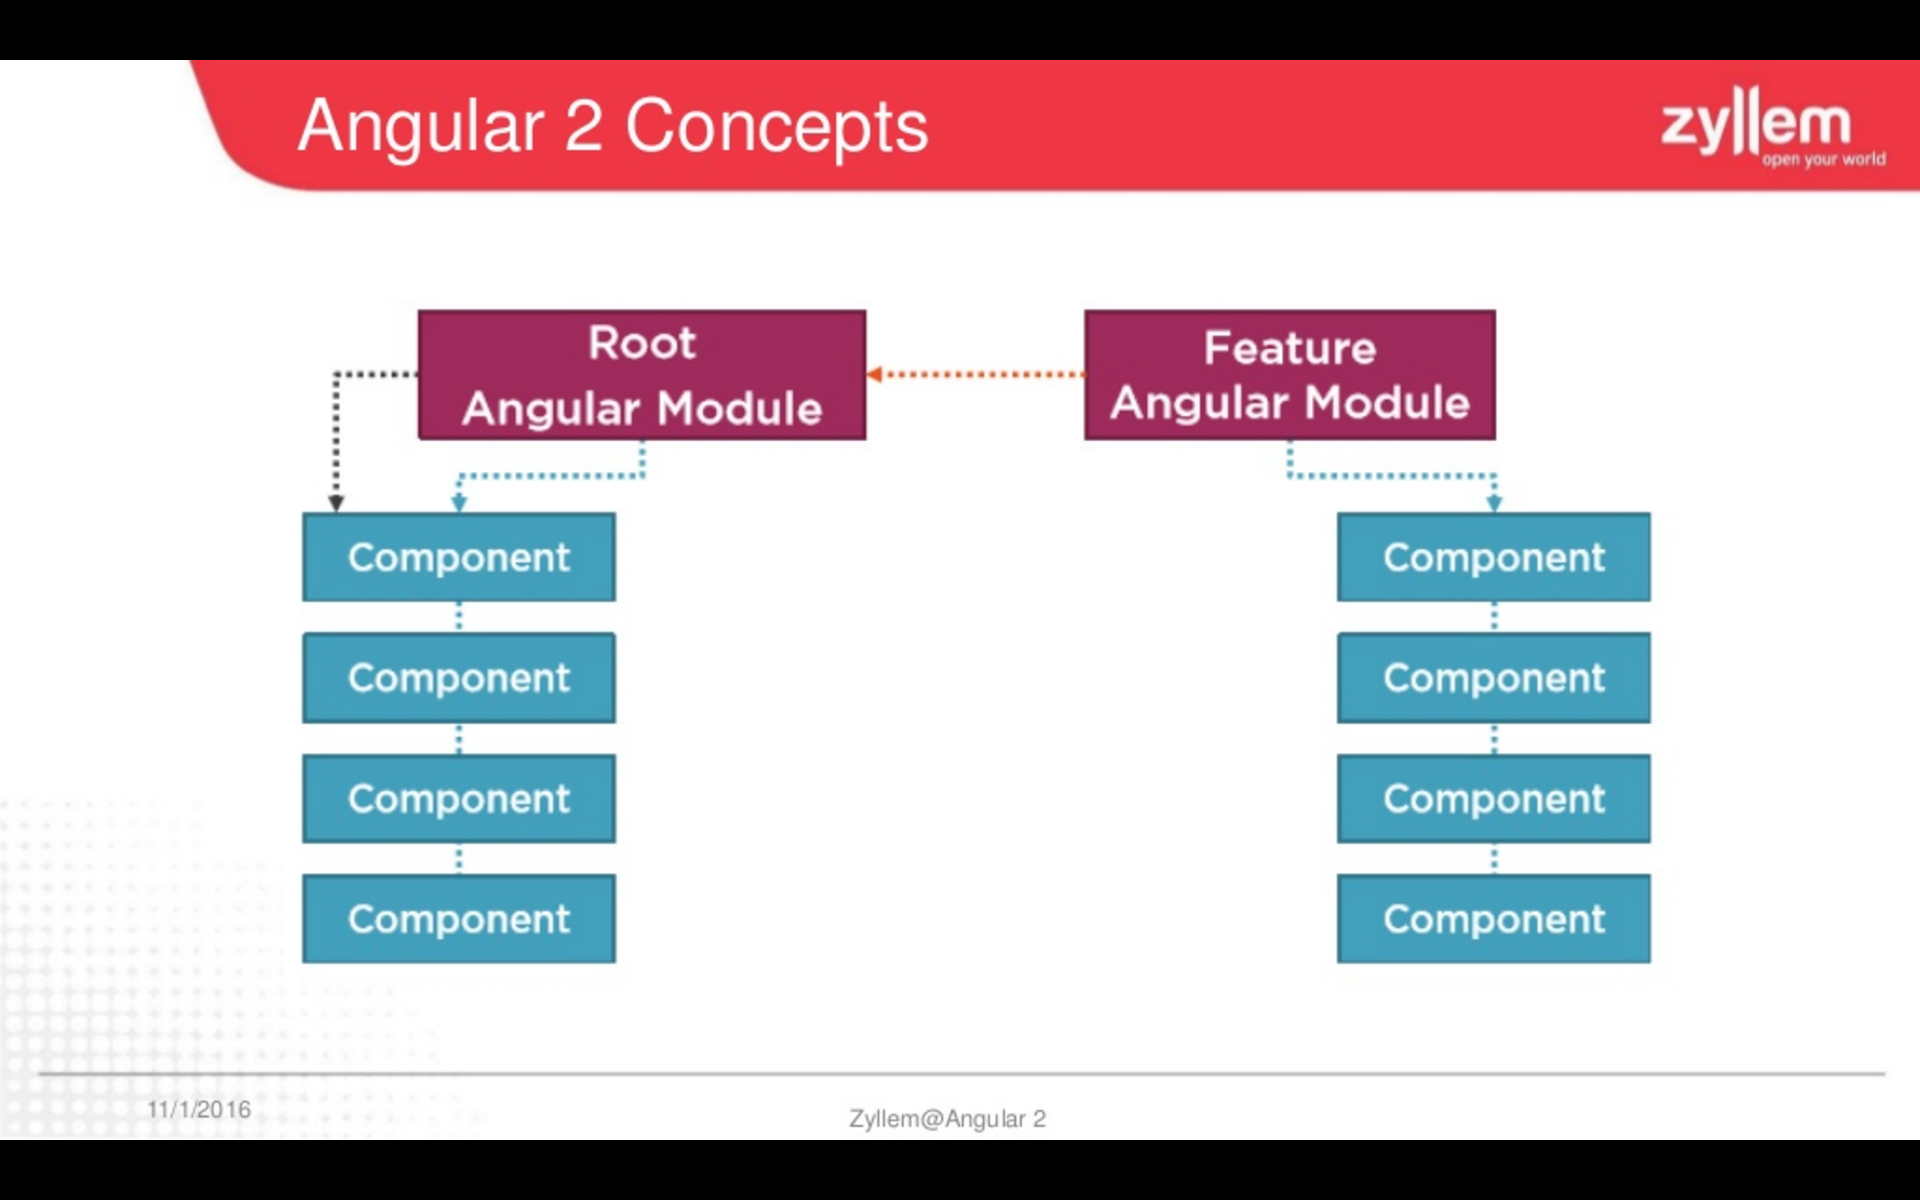 Angular 2 Concepts
zyllem
open your world
Root
Angular Module
Feature
Angular Module
Component
Component
Component
Component
Component
Component
Component
Component
11/1/2016
Zyllem@Angular 2